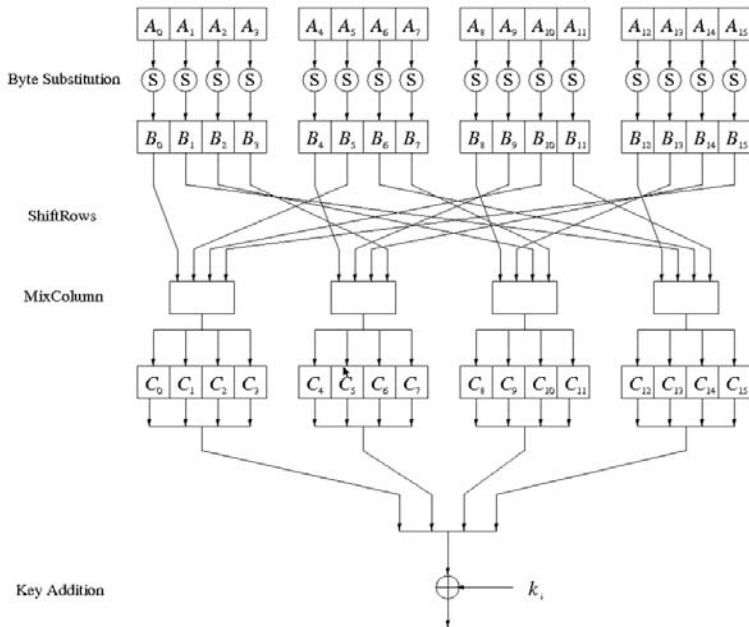 A₀ A₁ A₂ A₃ A₄ A₅ A₆ A₇ A₈ A₉ A₁₀ A₁₁ A₁₂ A₁₃ A₁₄ A₁₅
Byte Substitution S S S S S S S S S S S S S S S S
B₀ B₁ B₂ B₃ B₄ B₅ B₆ B₇ B₈ B₉ B₁₀ B₁₁ B₁₂ B₁₃ B₁₄ B₁₅
ShiftRows
MixColumn
C₀ C₁ C₂ C₃ C₄ C₅ C₆ C₇ C₈ C₉ C₁₀ C₁₁ C₁₂ C₁₃ C₁₄ C₁₅
Key Addition kᵢ